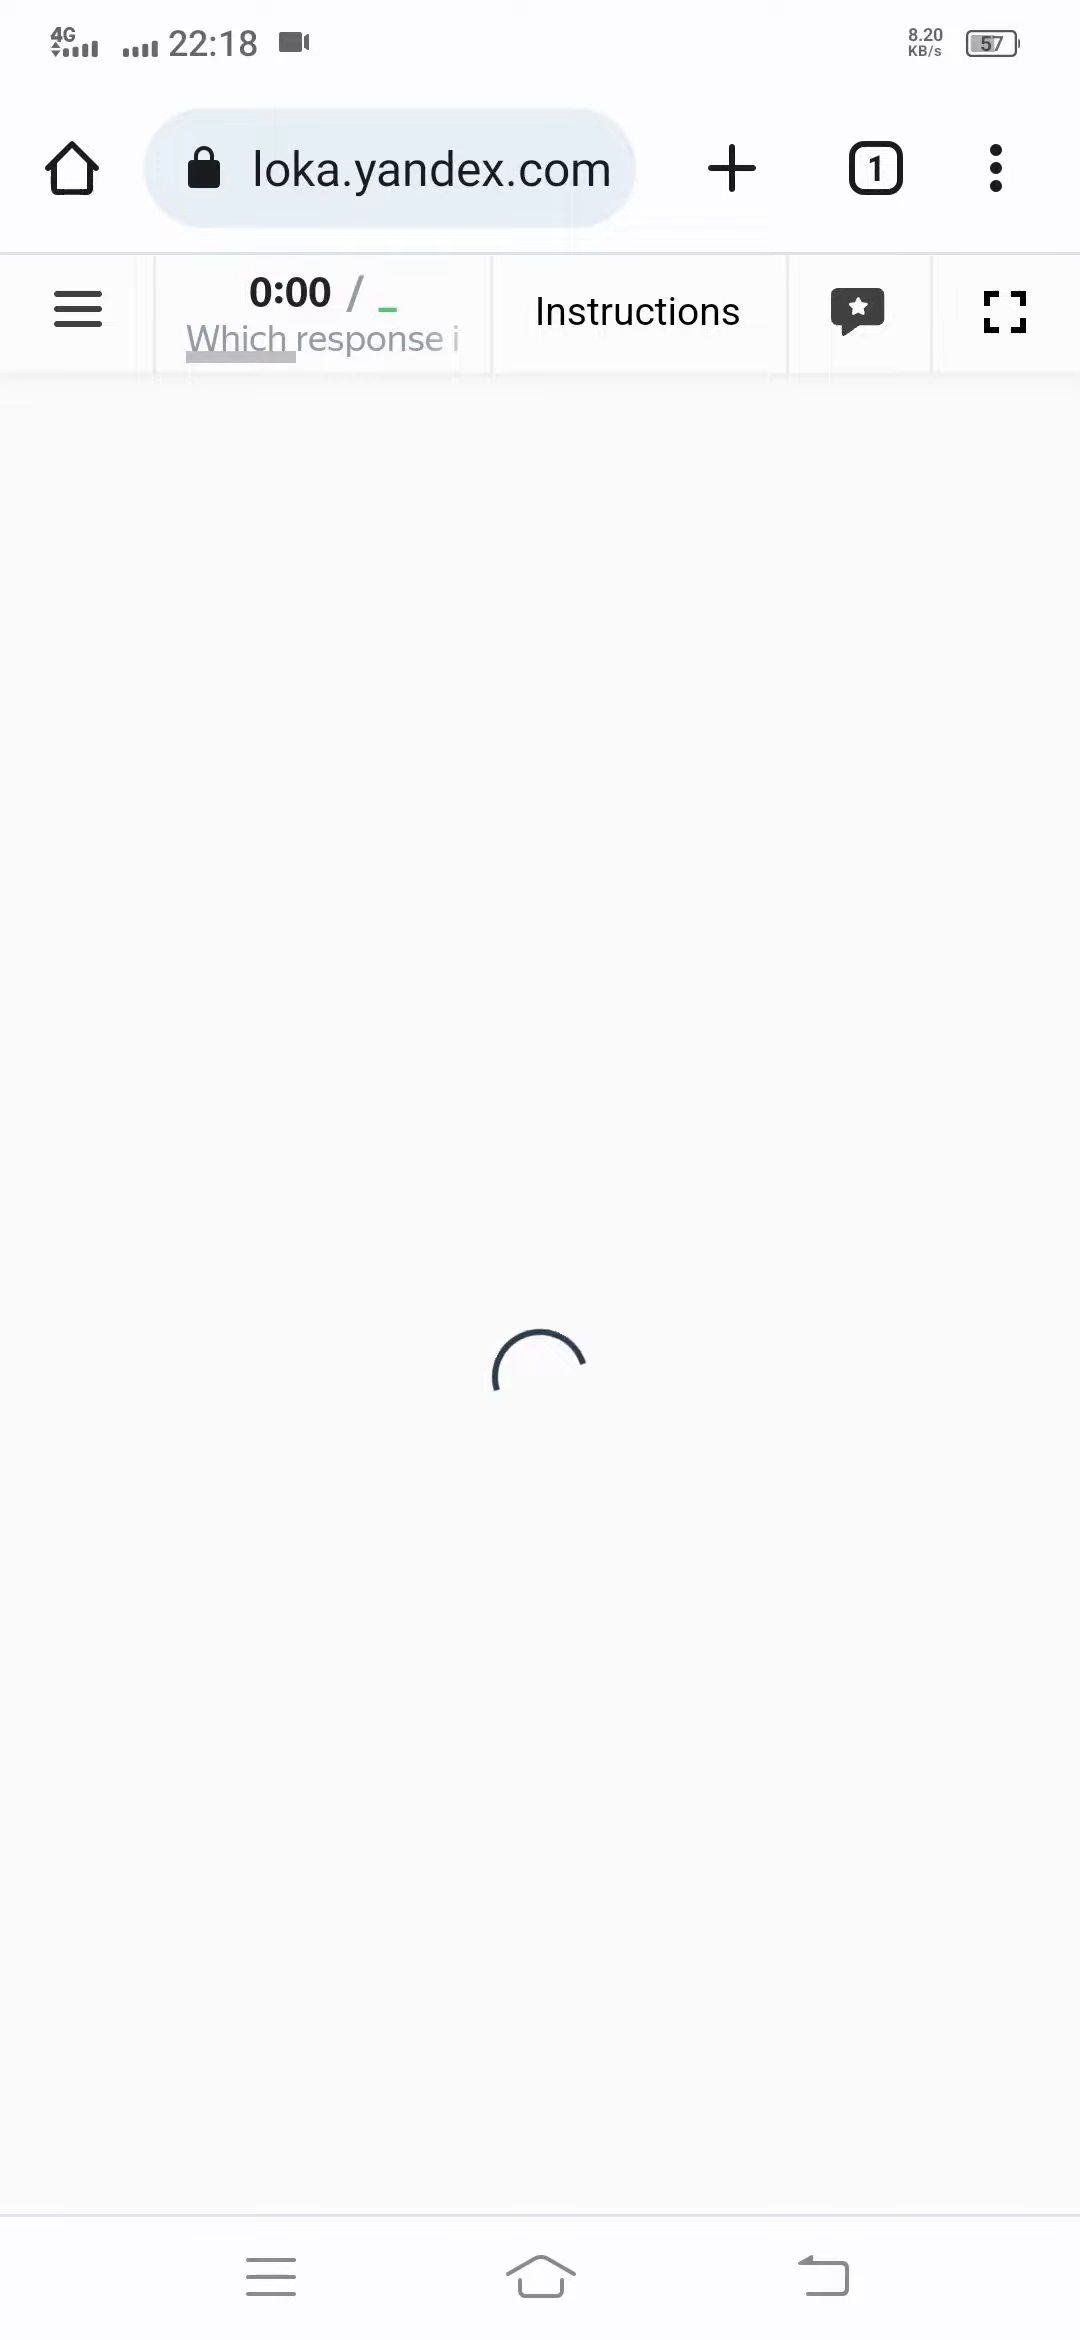 4G 22:18 8.20 KB/s 57
loka.yandex.com 1
0:00 / _
Which response i
Instructions